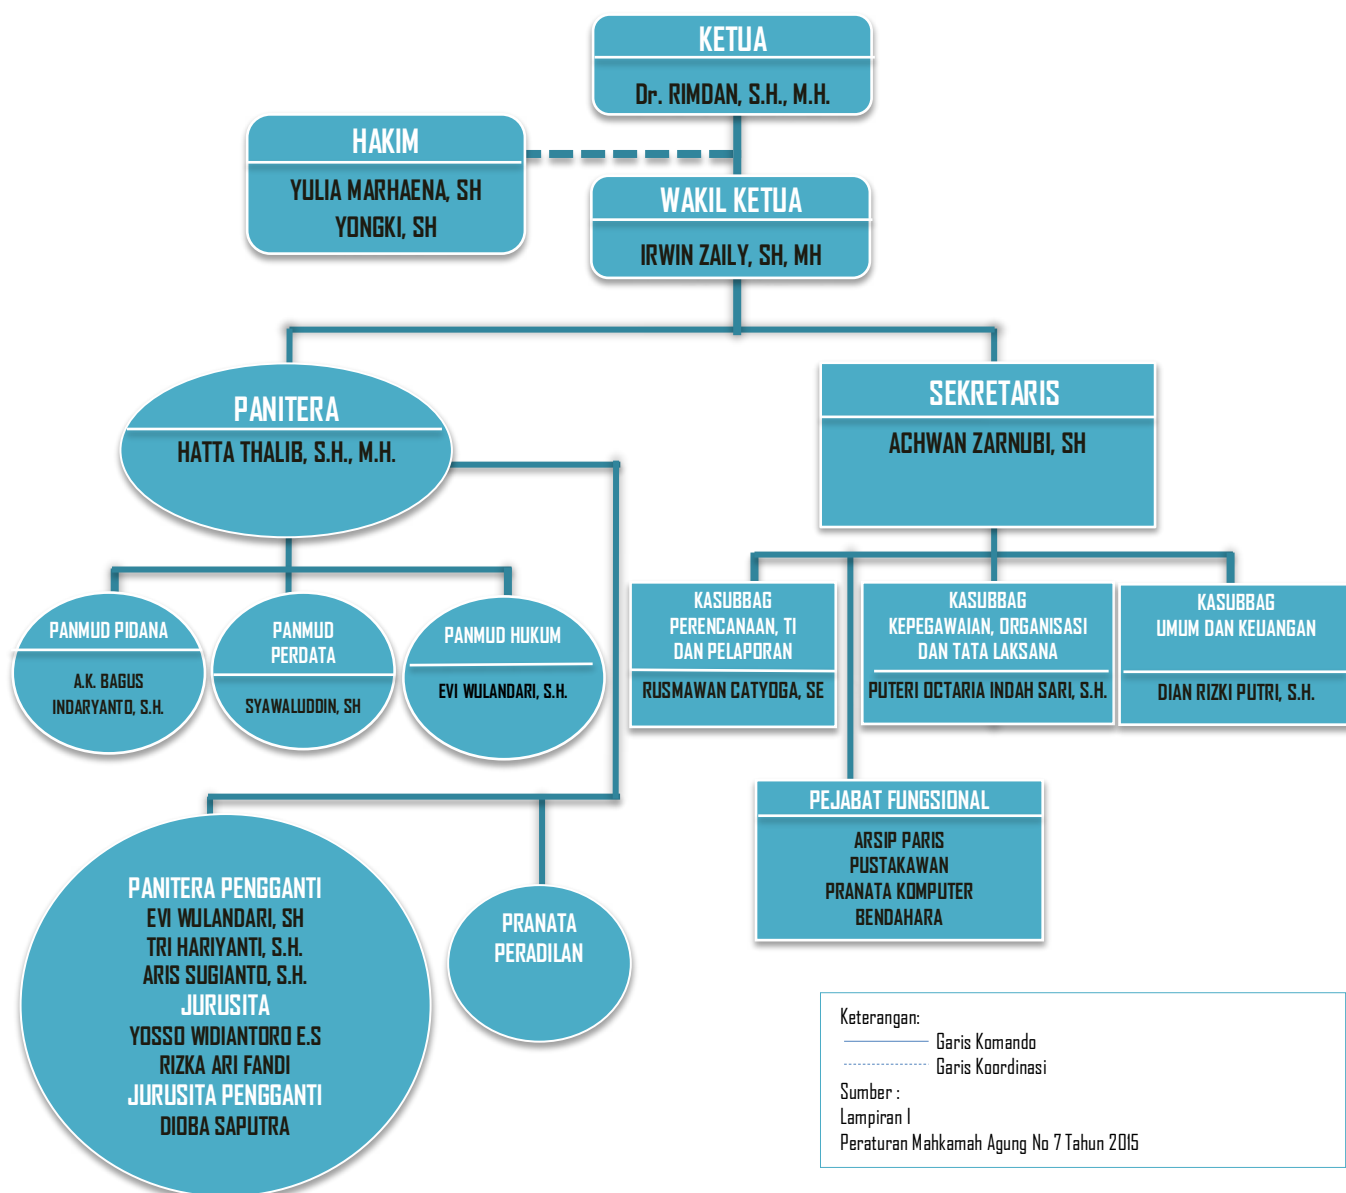 KETUA
Dr. RIMDAN, S.H., M.H.
HAKIM
YULIA MARHAENA, SH
YONGKI, SH
WAKIL KETUA
IRWIN ZAILY, SH, MH
PANITERA
HATTA THALIB, S.H., M.H.
SEKRETARIS
ACHWAN ZARNUBI, SH
PANMUD PIDANA
A.K. BAGUS
INDARYANTO, S.H.
PANMUD
PERDATA
SYAWALUDDIN, SH
PANMUD HUKUM
EVI WULANDARI, S.H.
KASUBBAG
PERENCANAAN, TI
DAN PELAPORAN
RUSMAWAN CATYOGA, SE
KASUBBAG
KEPEGAWAIAN, ORGANISASI
DAN TATA LAKSANA
PUTERI OCTARIA INDAH SARI, S.H.
KASUBBAG
UMUM DAN KEUANGAN
DIAN RIZKI PUTRI, S.H.
PEJABAT FUNGSIONAL
ARSIP PARIS
PUSTAKAWAN
PRANATA KOMPUTER
BENDAHARA
PANITERA PENGGANTI
EVI WULANDARI, SH
TRI HARIYANTI, S.H.
ARIS SUGIANTO, S.H.
JURUSITA
YOSSO WIDIANTORO E.S
RIZKA ARI FANDI
JURUSITA PENGGANTI
DIOBA SAPUTRA
PRANATA
PERADILAN
Keterangan:
Garis Komando
Garis Koordinasi
Sumber :
Lampiran I
Peraturan Mahkamah Agung No 7 Tahun 2015